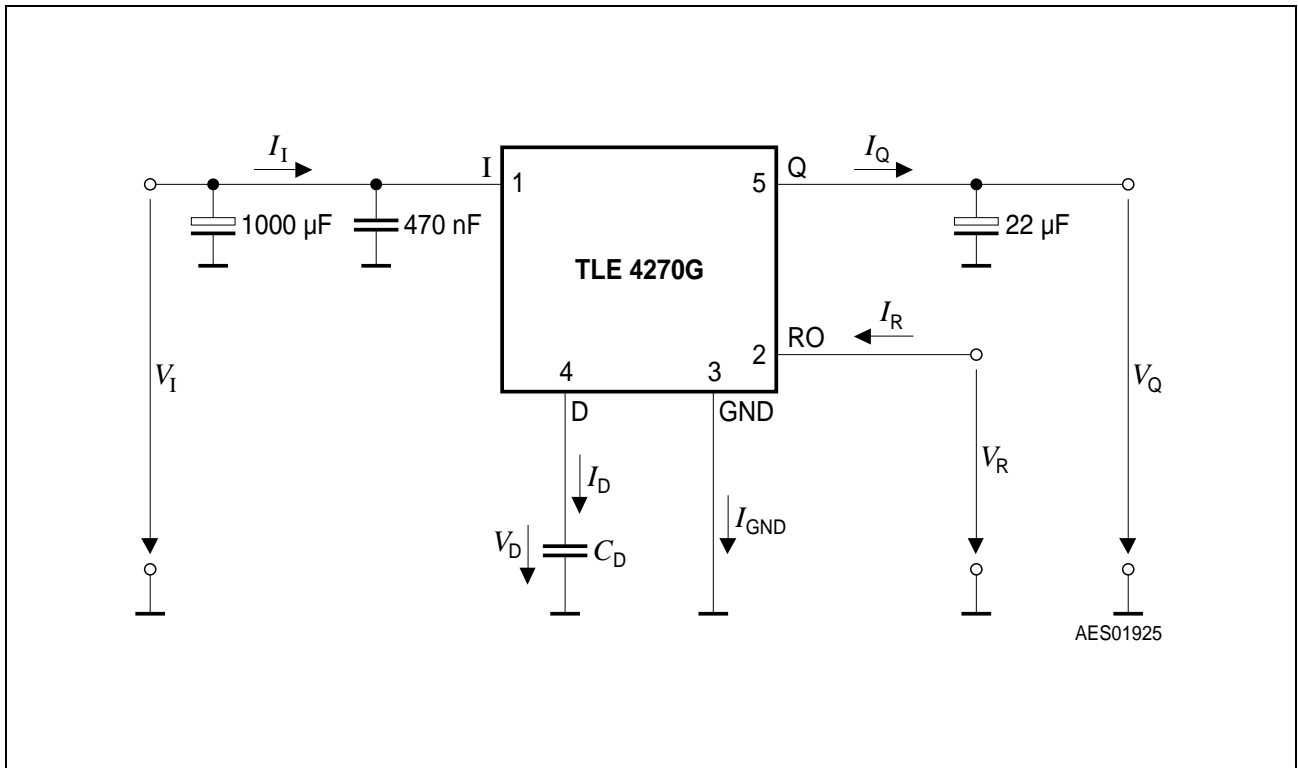 I_I
I
1
1000 µF
470 nF
TLE 4270G
5
Q
I_Q
22 µF
I_R
RO
2
V_I
4
3
D
GND
V_R
V_Q
I_D
V_D
C_D
I_GND
AES01925